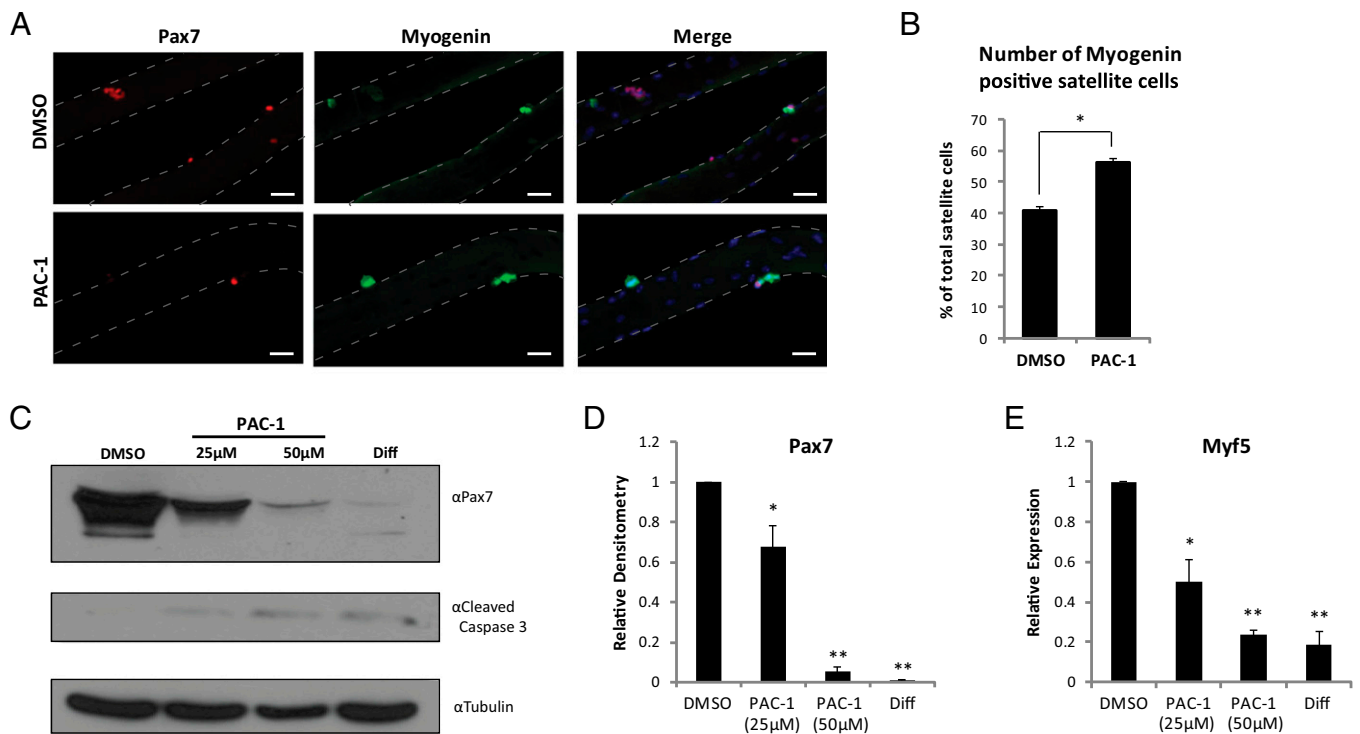 A
Pax7
Myogenin
Merge
DMSO
PAC-1
B
Number of Myogenin
positive satellite cells
% of total satellite cells
70
60
50
40
30
20
10
0
*
DMSO
PAC-1
C
PAC-1
DMSO
25µM
50µM
Diff
αPax7
αCleaved
Caspase 3
αTubulin
D
Pax7
Relative Densitometry
1.2
1
0.8
0.6
0.4
0.2
0
*
**
**
DMSO
PAC-1
(25µM)
PAC-1
(50µM)
Diff
E
Myf5
Relative Expression
1.2
1
0.8
0.6
0.4
0.2
0
*
**
**
DMSO
PAC-1
(25µM)
PAC-1
(50µM)
Diff